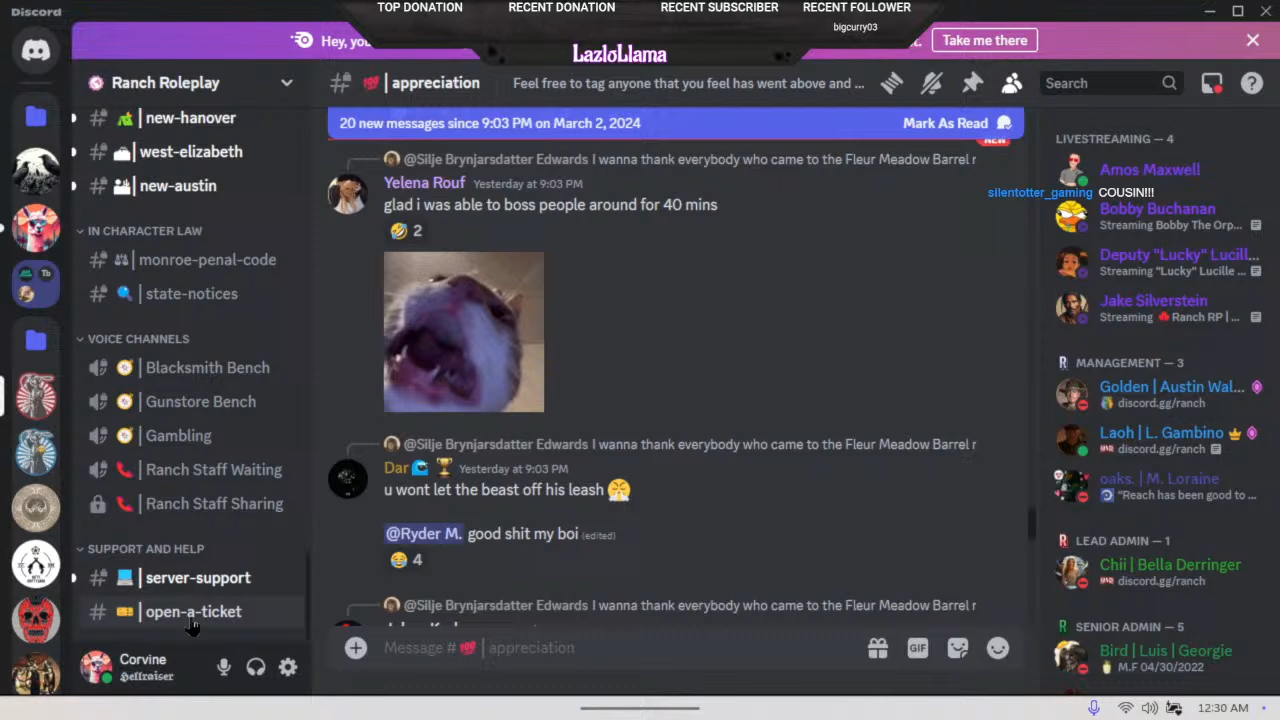 Discord
TOP DONATION
RECENT DONATION
RECENT SUBSCRIBER
RECENT FOLLOWER
bigcurry03
LazloLlama
Hey, you
Take me there
Ranch Roleplay
appreciation
Feel free to tag anyone that you feel has went above and ...
Search
new-hanover
west-elizabeth
new-austin
IN CHARACTER LAW
monroe-penal-code
state-notices
VOICE CHANNELS
Blacksmith Bench
Gunstore Bench
Gambling
Ranch Staff Waiting
Ranch Staff Sharing
SUPPORT AND HELP
server-support
open-a-ticket
Corvine
Hellraiser
20 new messages since 9:03 PM on March 2, 2024
Mark As Read
NEW
@Silje Brynjarsdatter Edwards I wanna thank everybody who came to the Fleur Meadow Barrel r
Yelena Rouf Yesterday at 9:03 PM
glad i was able to boss people around for 40 mins
🤣 2
@Silje Brynjarsdatter Edwards I wanna thank everybody who came to the Fleur Meadow Barrel r
Dar Yesterday at 9:03 PM
u wont let the beast off his leash 😤
@Ryder M. good shit my boi (edited)
😂 4
@Silje Brynjarsdatter Edwards I wanna thank everybody who came to the Fleur Meadow Barrel r
Message # 💯 | appreciation
GIF
LIVESTREAMING — 4
Amos Maxwell
silentotter_gaming COUSIN!!!
Bobby Buchanan
Streaming Bobby The Orp...
Deputy "Lucky" Lucill...
Streaming "Lucky" Lucille ...
Jake Silverstein
Streaming Ranch RP | ...
MANAGEMENT — 3
Golden | Austin Wal...
discord.gg/ranch
Laoh | L. Gambino
discord.gg/ranch
oaks. | M. Loraine
"Reach has been good to ...
LEAD ADMIN — 1
Chii | Bella Derringer
discord.gg/ranch
SENIOR ADMIN — 5
Bird | Luis | Georgie
M.F 04/30/2022
12:30 AM